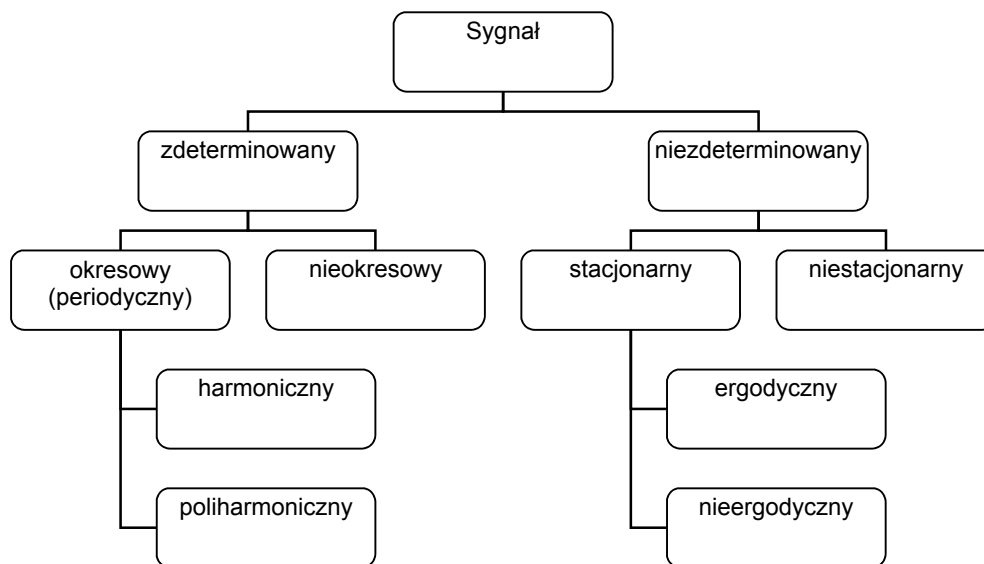 Sygnał
zdeterminowany
niezdeterminowany
okresowy
(periodyczny)
nieokresowy
stacjonarny
niestacjonarny
harmoniczny
ergodyczny
poliharmoniczny
nieergodyczny